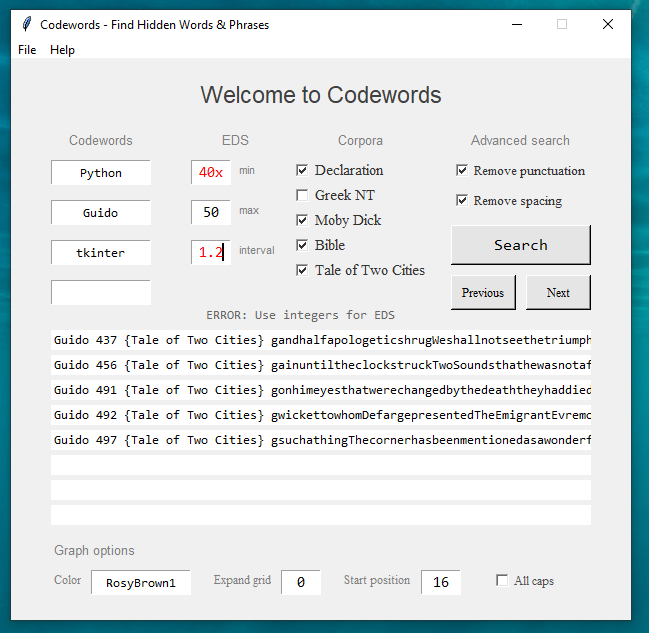 Codewords - Find Hidden Words & Phrases
File Help
Welcome to Codewords
Codewords EDS Corpora Advanced search
Python 40x min Declaration Remove punctuation
Greek NT
Guido 50 max Moby Dick Remove spacing
tkinter 1.2 interval Bible Search
Tale of Two Cities Previous Next
ERROR: Use integers for EDS
Guido 437 {Tale of Two Cities} gandhalfapologeticshrugWeshallnotseethetriumph
Guido 456 {Tale of Two Cities} gainuntiltheclockstruckTwoSoundsthathewasnotaf
Guido 491 {Tale of Two Cities} gonhimeyesthatwerechangedbythedeaththeyhaddied
Guido 492 {Tale of Two Cities} gwickettowhomDefargepresentedTheEmigrantEvremo
Guido 497 {Tale of Two Cities} gsuchathingThecornerhasbeenmentionedasawonderf
Graph options
Color RosyBrown1 Expand grid 0 Start position 16 All caps